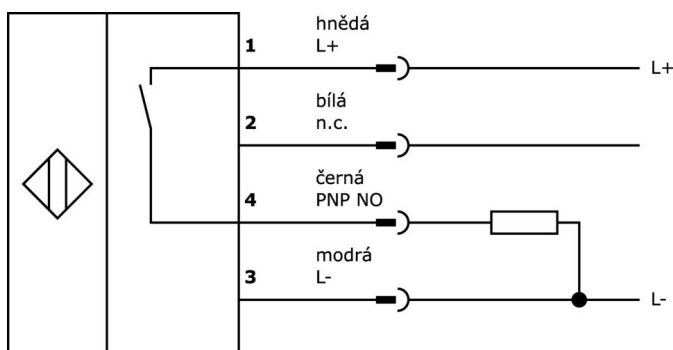 hnědá
1 L+
L+
bílá
2 n.c.
černá
4 PNP NO
modrá
3 L-
L-